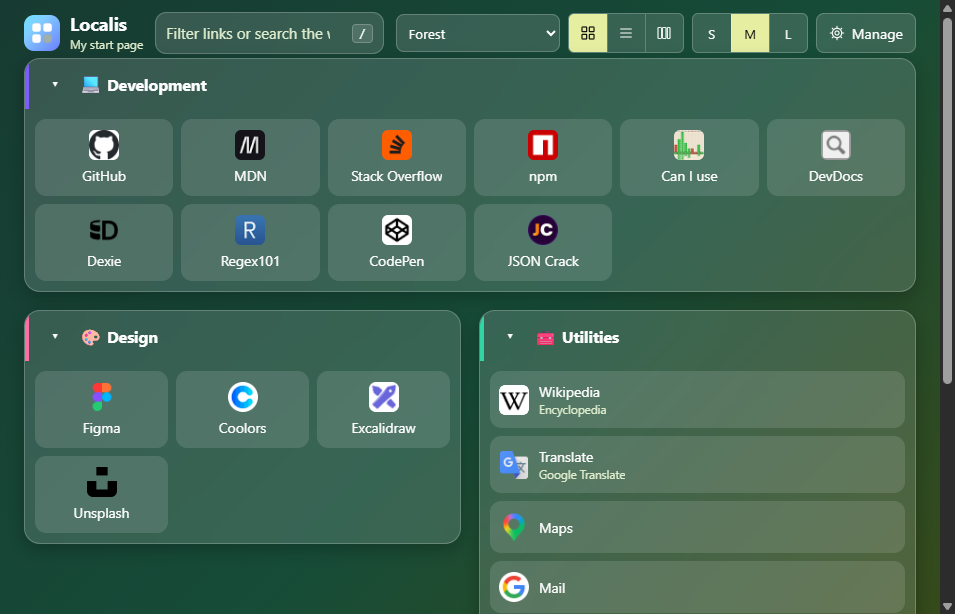 Localis
My start page
Filter links or search the
/
Forest
S M L
Manage
Development
GitHub
MDN
Stack Overflow
npm
Can I use
DevDocs
Dexie
Regex101
CodePen
JSON Crack
Design
Figma
Coolors
Excalidraw
Unsplash
Utilities
Wikipedia
Encyclopedia
Translate
Google Translate
Maps
Mail